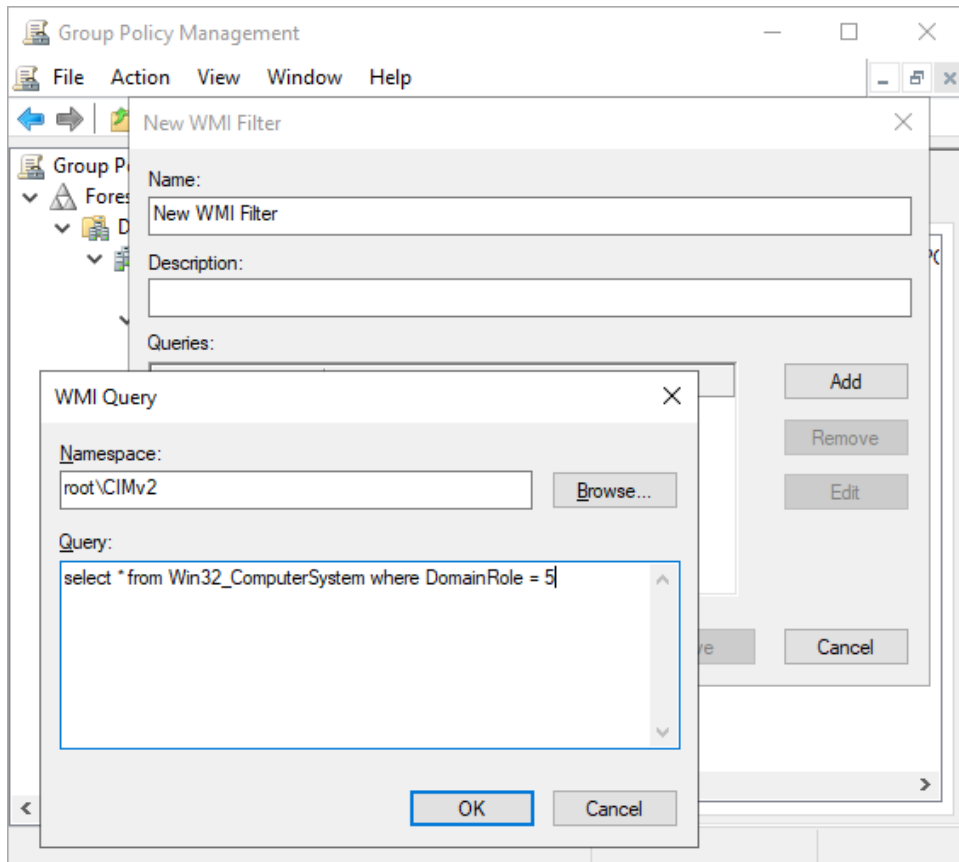 Group Policy Management
File Action View Window Help
New WMI Filter
Group P
Name:
Fores
New WMI Filter
D
Description:
Queries:
Add
WMI Query
Remove
Namespace:
root\CIMv2
Browse...
Edit
Query:
select * from Win32_ComputerSystem where DomainRole = 5
ve
Cancel
OK Cancel